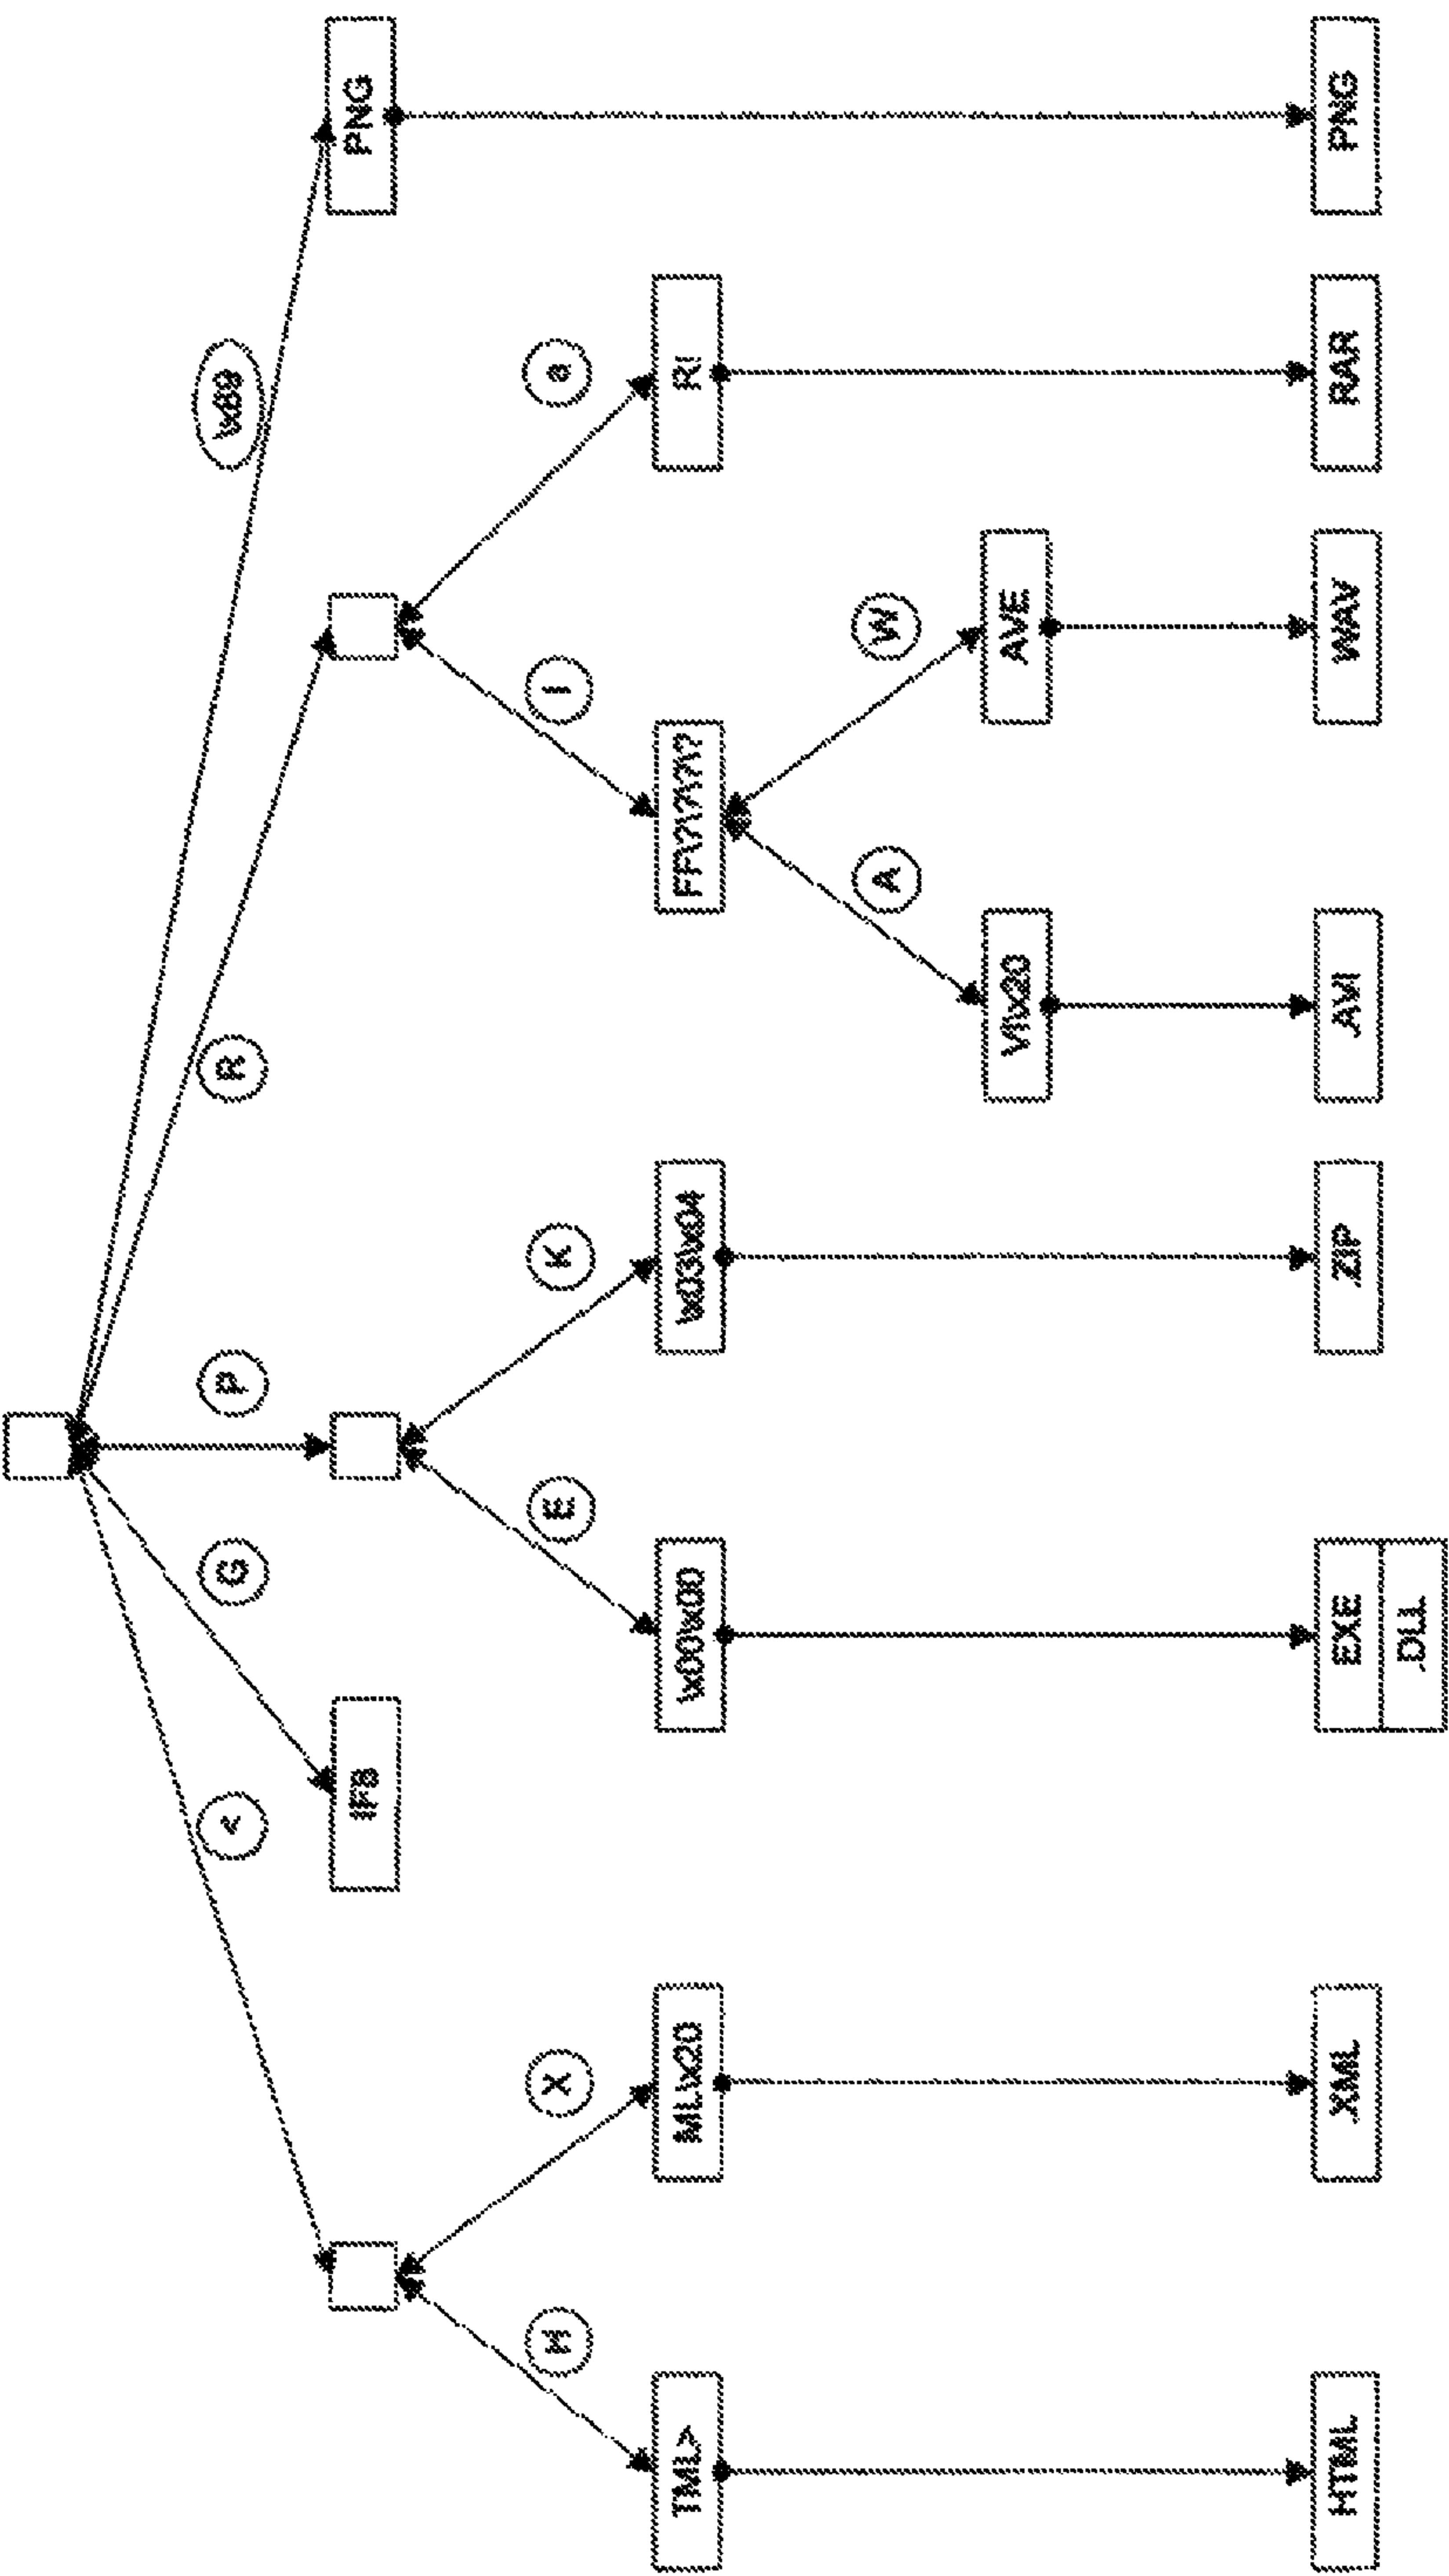 <
G
P
R
\x89
IF8
PNG
H
X
E
K
I
a
TML>
ML\x20
\x00\x00
\x03\x04
FF\?\?\?\?
R!
A
W
VI\x20
AVE
HTML
.XML
EXE
.ZIP
.AVI
WAV
RAR
PNG
.DLL